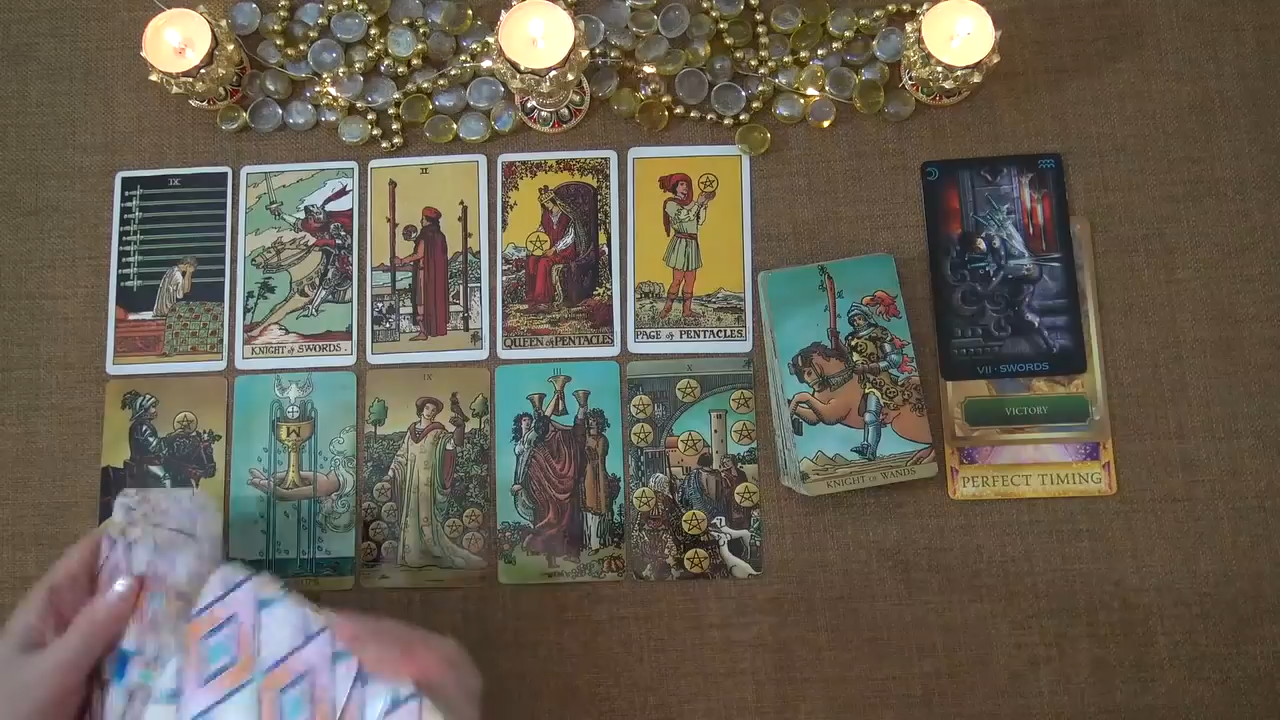 IX
KNIGHT of SWORDS.
II
QUEEN of PENTACLES
PAGE of PENTACLES.
IX
III
X
KNIGHT OF WANDS
VII · SWORDS
VICTORY
PERFECT TIMING